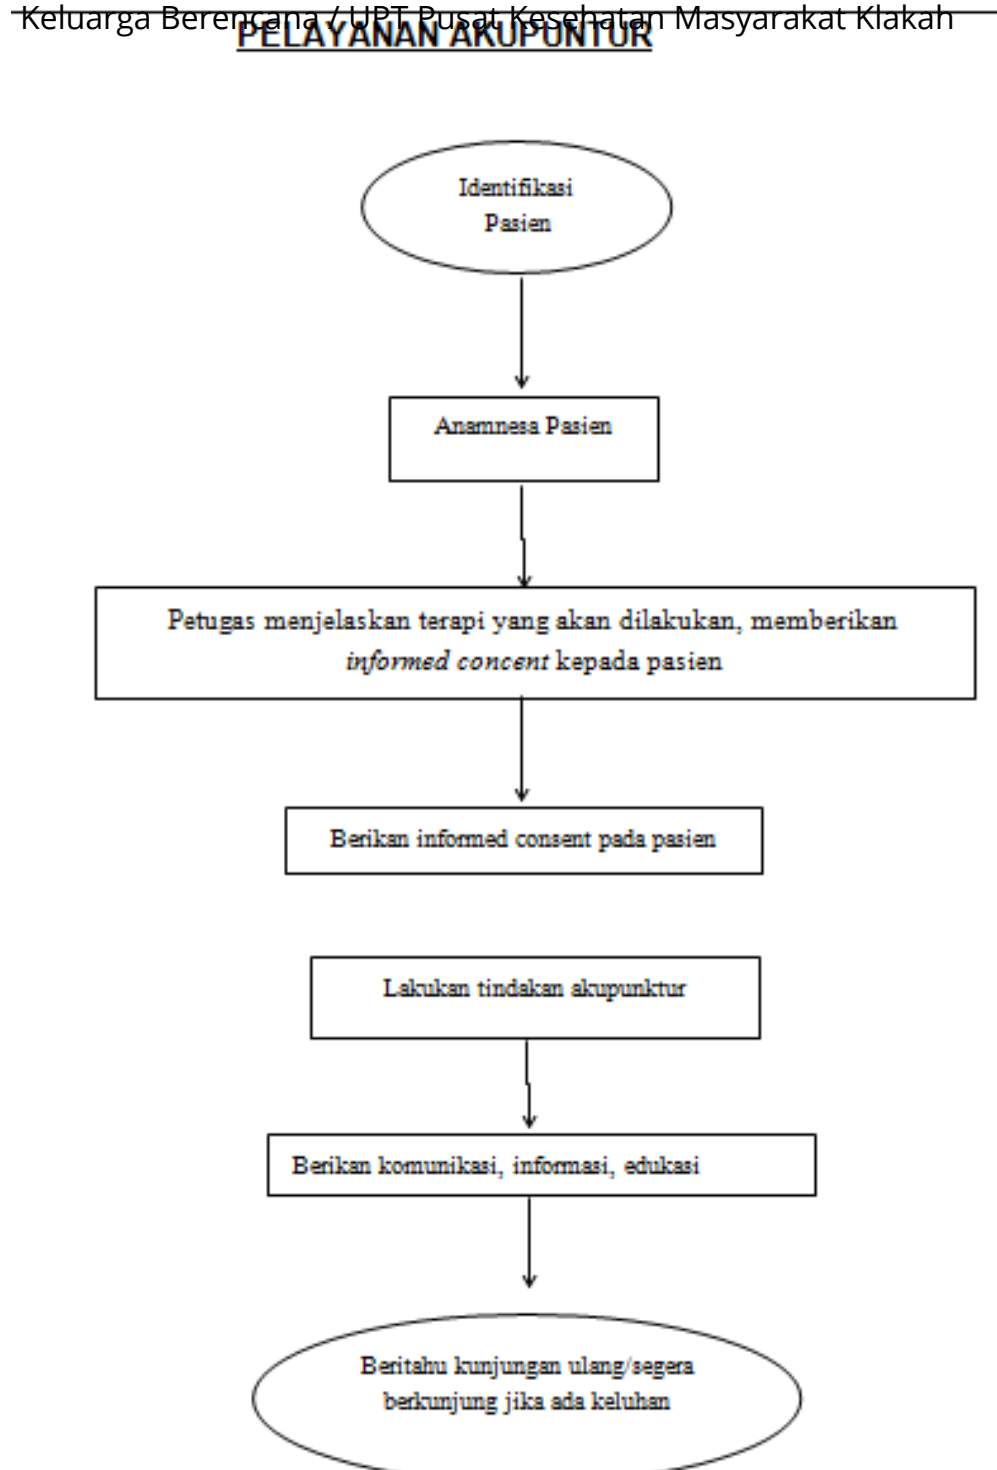 Keluarga Berencana / UPT Pusat Kesehatan Masyarakat Klakah
PELAYANAN AKUPUNTUR
Identifikasi
Pasien
Anamnesa Pasien
Petugas menjelaskan terapi yang akan dilakukan, memberikan
informed concent kepada pasien
Berikan informed consent pada pasien
Lakukan tindakan akupunktur
Berikan komunikasi, informasi, edukasi
Beritahu kunjungan ulang/segera
berkunjung jika ada keluhan